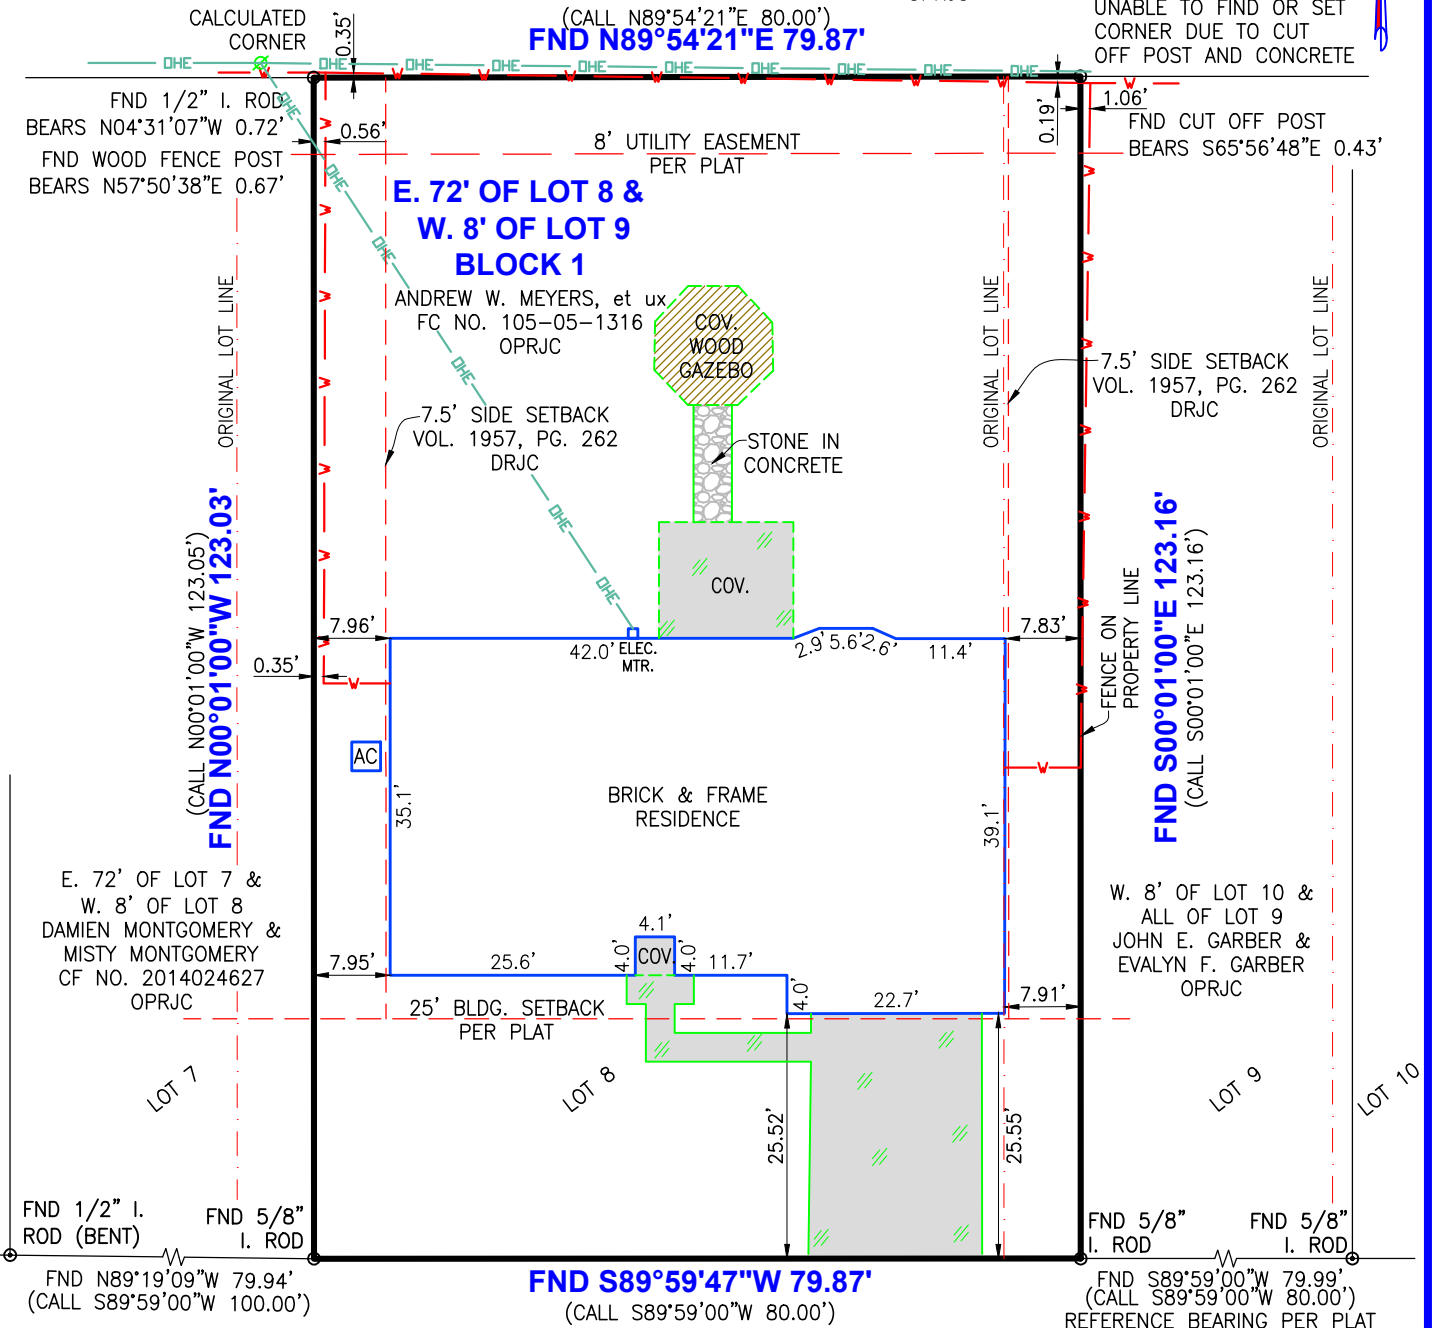 CALCULATED
CORNER
0.35'
(CALL N89°54'21"E 80.00')
FND N89°54'21"E 79.87'
UNABLE TO FIND OR SET
CORNER DUE TO CUT
OFF POST AND CONCRETE
OHE OHE OHE OHE OHE OHE OHE OHE OHE
W W W W W W W W W W W
FND 1/2" I. ROD
BEARS N04°31'07"W 0.72'
FND WOOD FENCE POST
BEARS N57°50'38"E 0.67'
OHE
OHE
0.56'
8' UTILITY EASEMENT
PER PLAT
0.19'
1.06'
FND CUT OFF POST
BEARS S65°56'48"E 0.43'
E. 72' OF LOT 8 &
W. 8' OF LOT 9
BLOCK 1
ANDREW W. MEYERS, et ux
FC NO. 105-05-1316
OPRJC
OHE
OHE
OHE
OHE
W
W
W
W
W
W
W
W
W
W
W
W
W
ORIGINAL LOT LINE
ORIGINAL LOT LINE
ORIGINAL LOT LINE
COV.
WOOD
GAZEBO
7.5' SIDE SETBACK
VOL. 1957, PG. 262
DRJC
7.5' SIDE SETBACK
VOL. 1957, PG. 262
DRJC
STONE IN
CONCRETE
COV.
FND N00°01'00"W 123.03'
(CALL N00°01'00"W 123.05')
FND S00°01'00"E 123.16'
(CALL S00°01'00"E 123.16')
FENCE ON
PROPERTY LINE
7.96'
42.0'
ELEC.
MTR.
2.9'
5.6'
2.6'
11.4'
7.83'
0.35'
W
W
AC
35.1'
BRICK & FRAME
RESIDENCE
39.1'
E. 72' OF LOT 7 &
W. 8' OF LOT 8
DAMIEN MONTGOMERY &
MISTY MONTGOMERY
CF NO. 2014024627
OPRJC
W. 8' OF LOT 10 &
ALL OF LOT 9
JOHN E. GARBER &
EVALYN F. GARBER
OPRJC
7.95'
25.6'
4.1'
4.0'
COV.
4.0'
11.7'
4.0'
22.7'
7.91'
25' BLDG. SETBACK
PER PLAT
LOT 7
LOT 8
LOT 9
LOT 10
25.52'
25.55'
FND 1/2" I.
ROD (BENT)
FND 5/8"
I. ROD
FND 5/8"
I. ROD
FND 5/8"
I. ROD
FND N89°19'09"W 79.94'
(CALL S89°59'00"W 100.00')
FND S89°59'47"W 79.87'
(CALL S89°59'00"W 80.00')
FND S89°59'00"W 79.99'
(CALL S89°59'00"W 80.00')
REFERENCE BEARING PER PLAT